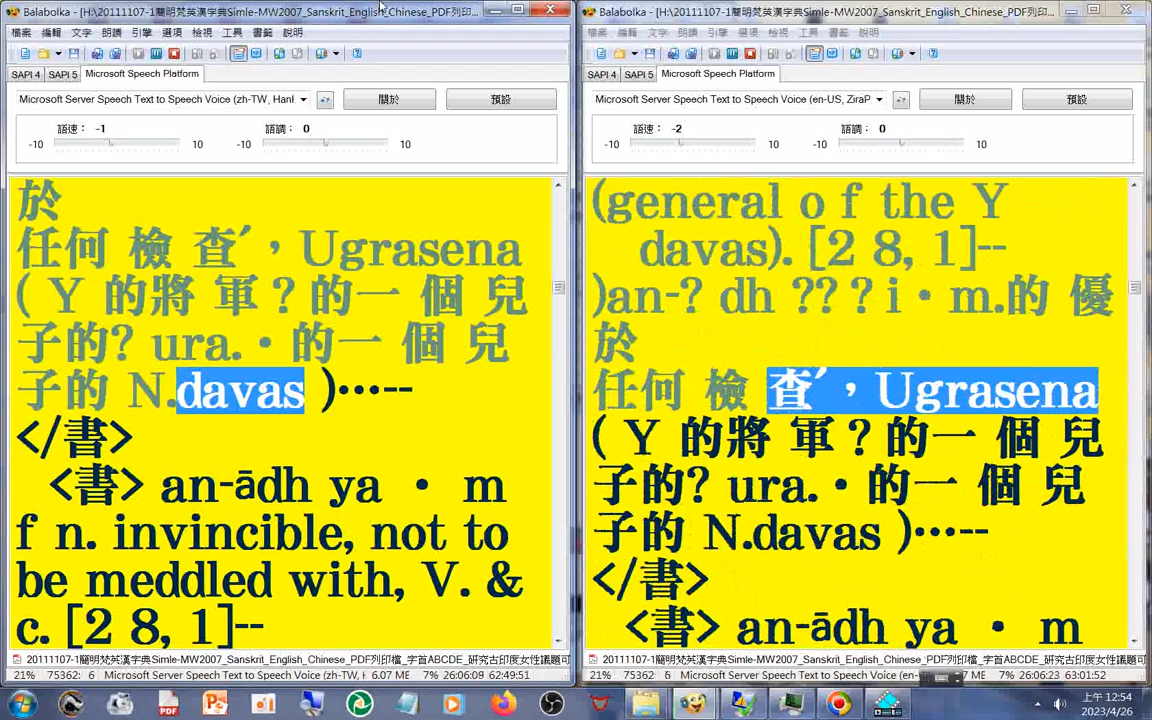 Balabolka - [H:\20111107-1簡明梵英漢字典Simle-MW2007_Sanskrit_English_Chinese_PDF列印...
檔案 編輯 文字 朗讀 引擎 選項 檢視 工具 書籤 說明
SAPI 4 SAPI 5 Microsoft Speech Platform
Microsoft Server Speech Text to Speech Voice (zh-TW, HanH 關於 預設
語速: -1 語調: 0
-10 10 -10 10
於
任何 檢 查´，Ugrasena
( Y 的將 軍？的一 個 兒
子的? ura.・的一 個 兒
子的 N.davas )…--
</書>
<書> an-ādh ya ・ m
f n. invincible, not to
be meddled with, V. &
c. [2 8, 1]--
20111107-1簡明梵英漢字典Simle-MW2007_Sanskrit_English_Chinese_PDF列印檔_字首ABCDE_研究古印度女性議題可
21% 75362: 6 Microsoft Server Speech Text to Speech Voice (zh-TW, H 6.07 ME 7% 26:06:09 62:49:51
Balabolka - [H:\20111107-1簡明梵英漢字典Simle-MW2007_Sanskrit_English_Chinese_PDF列印...
檔案 編輯 文字 朗讀 引擎 選項 檢視 工具 書籤 說明
SAPI 4 SAPI 5 Microsoft Speech Platform
Microsoft Server Speech Text to Speech Voice (en-US, ZiraP 關於 預設
語速: -2 語調: 0
-10 10 -10 10
(general o f the Y
davas). [2 8, 1]--
)an-? dh ?? ? i・m.的 優
於
任何 檢 查´，Ugrasena
( Y 的將 軍？的一 個 兒
子的? ura.・的一 個 兒
子的 N.davas )…--
</書>
<書> an-ādh ya ・ m
20111107-1簡明梵英漢字典Simle-MW2007_Sanskrit_English_Chinese_PDF列印檔_字首ABCDE_研究古印度女性議題可
21% 75362: 6 Microsoft Server Speech Text to Speech Voice 7% 26:06:23 63:01:52
上午 12:54
2023/4/26